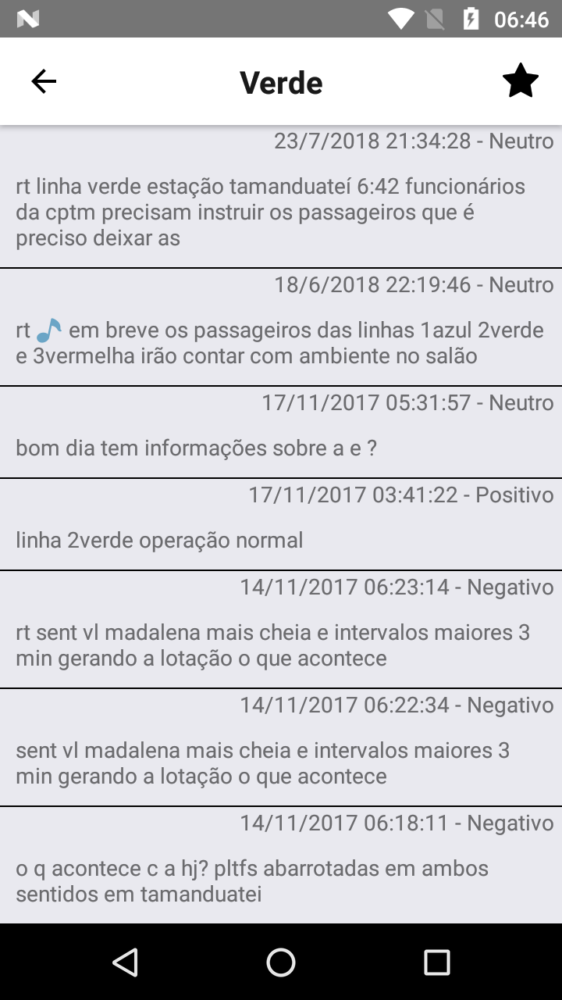 06:46
Verde
23/7/2018 21:34:28 - Neutro
rt linha verde estação tamanduateí 6:42 funcionários
da cptm precisam instruir os passageiros que é
preciso deixar as
18/6/2018 22:19:46 - Neutro
rt 🎵 em breve os passageiros das linhas 1azul 2verde
e 3vermelha irão contar com ambiente no salão
17/11/2017 05:31:57 - Neutro
bom dia tem informações sobre a e ?
17/11/2017 03:41:22 - Positivo
linha 2verde operação normal
14/11/2017 06:23:14 - Negativo
rt sent vl madalena mais cheia e intervalos maiores 3
min gerando a lotação o que acontece
14/11/2017 06:22:34 - Negativo
sent vl madalena mais cheia e intervalos maiores 3
min gerando a lotação o que acontece
14/11/2017 06:18:11 - Negativo
o q acontece c a hj? pltfs abarrotadas em ambos
sentidos em tamanduatei